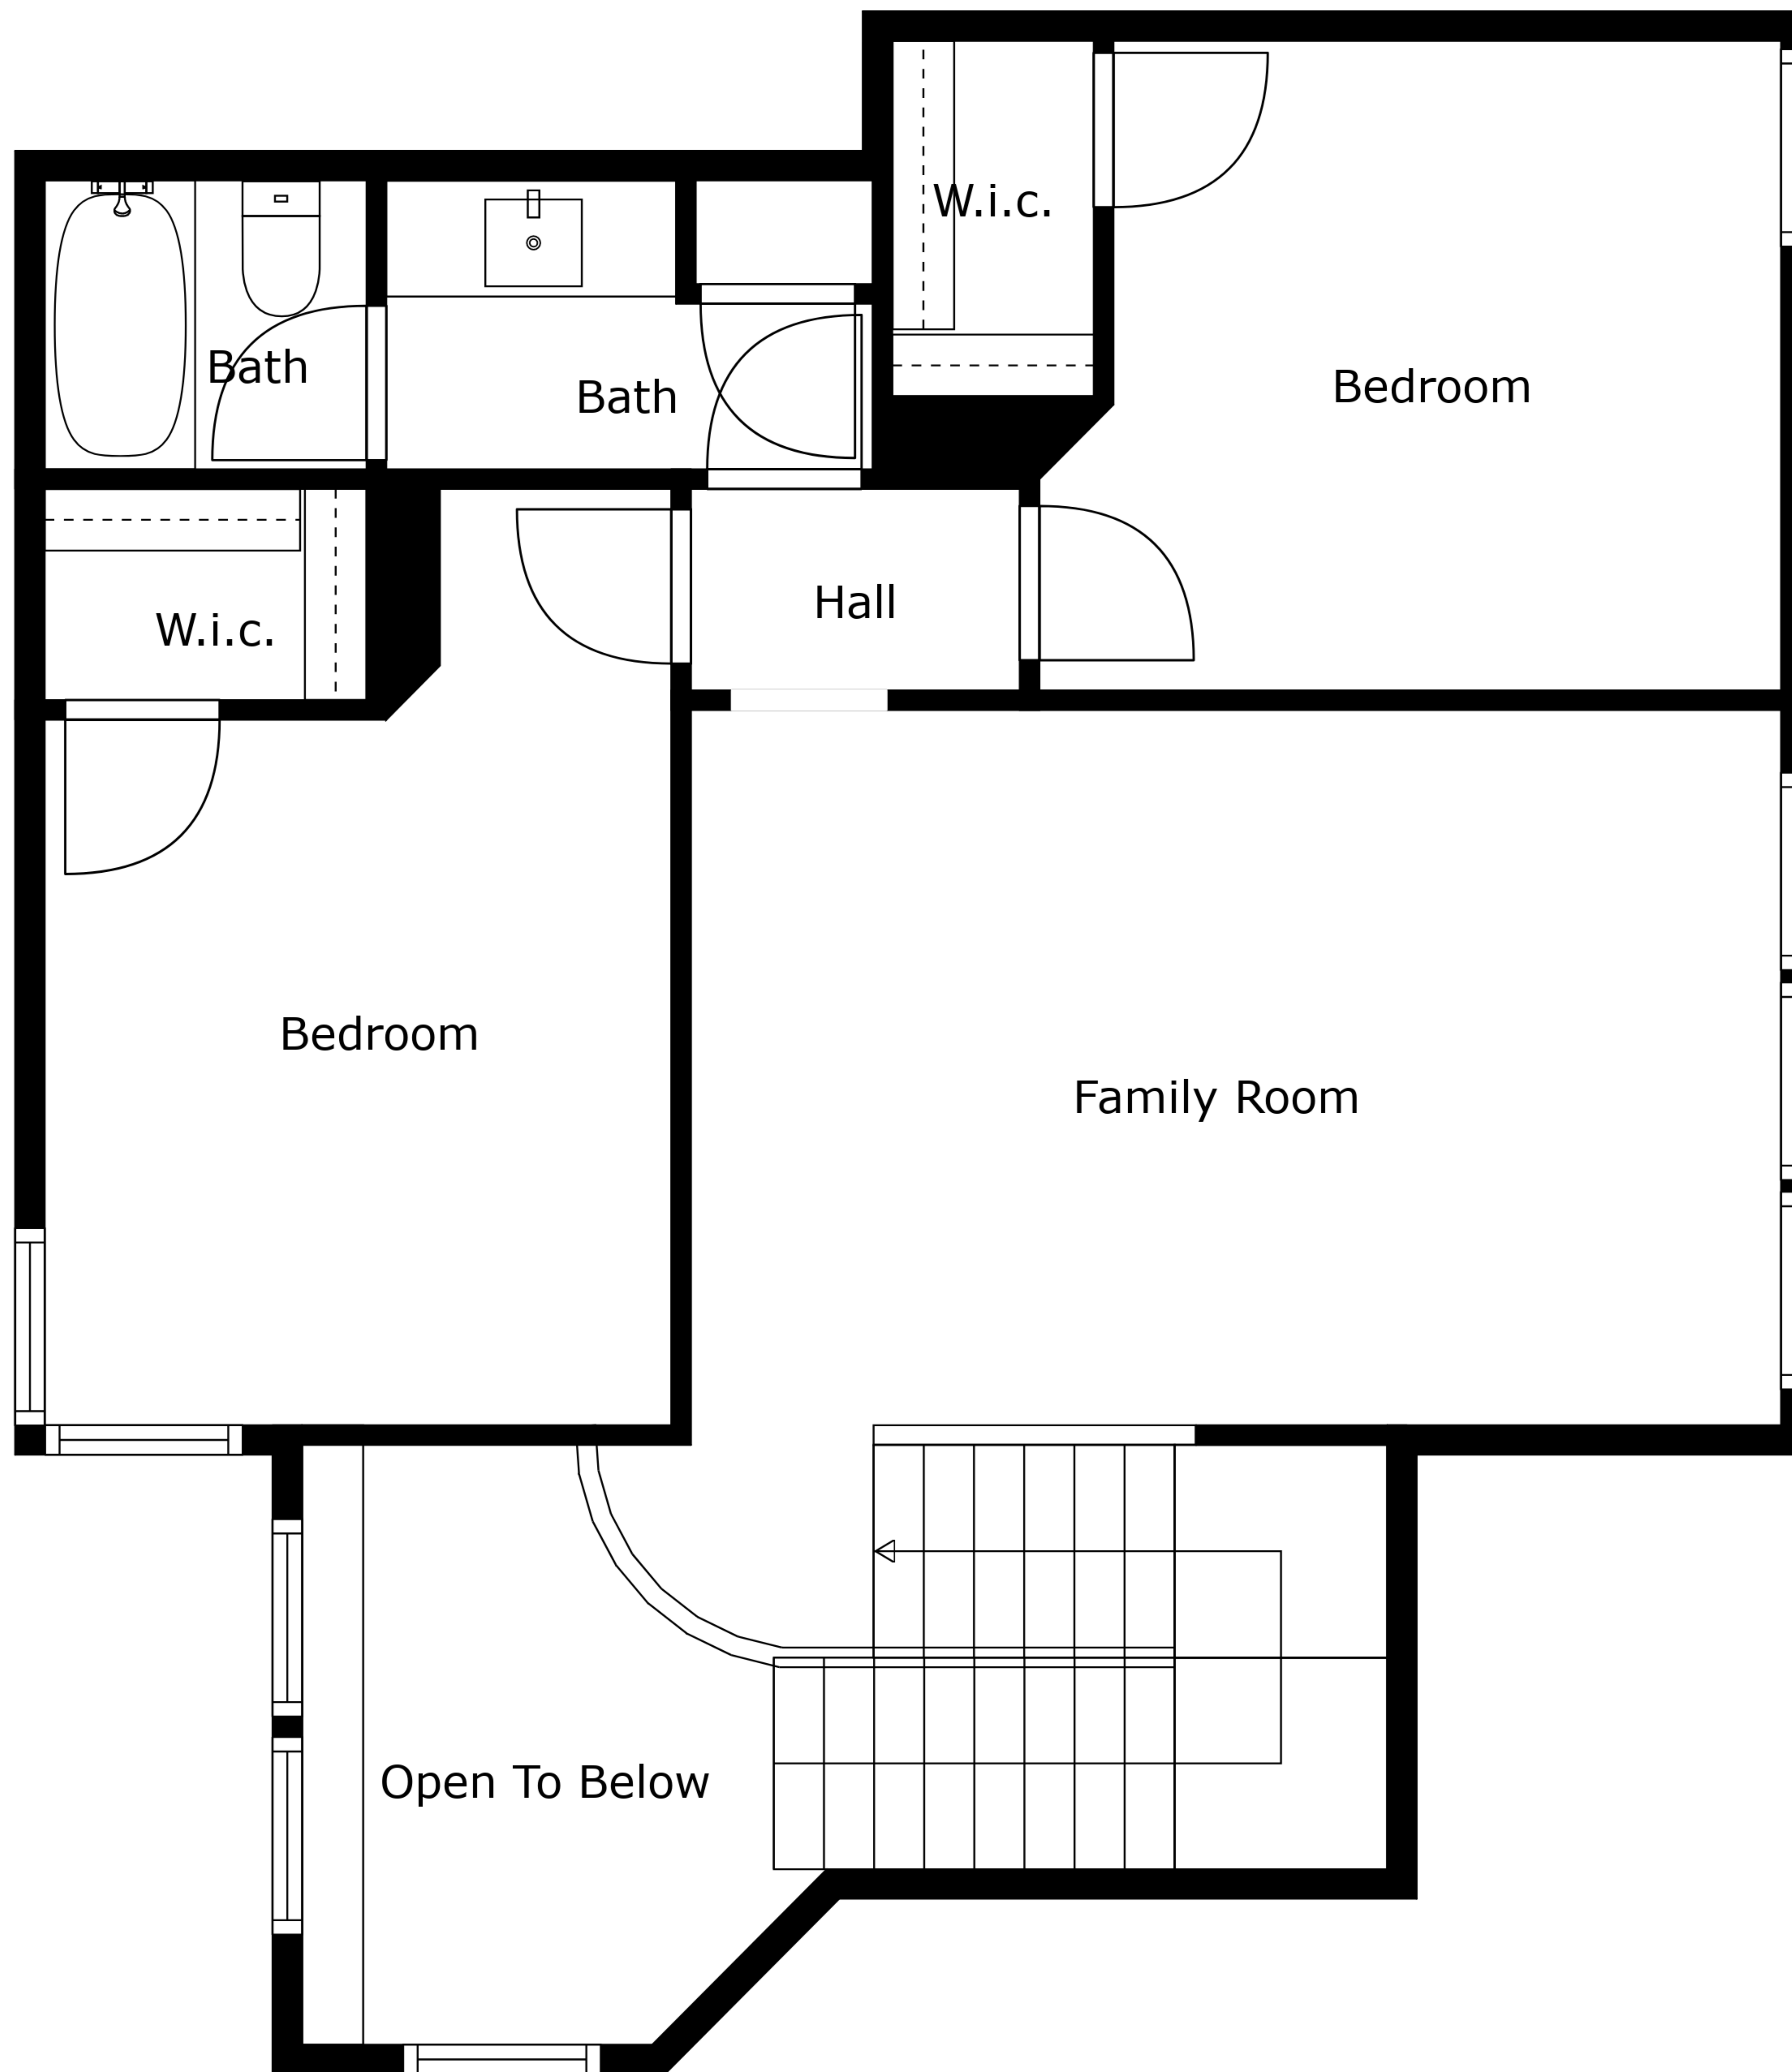 W.i.c.
Bath
Bath
Bedroom
Hall
W.i.c.
Bedroom
Family Room
Open To Below